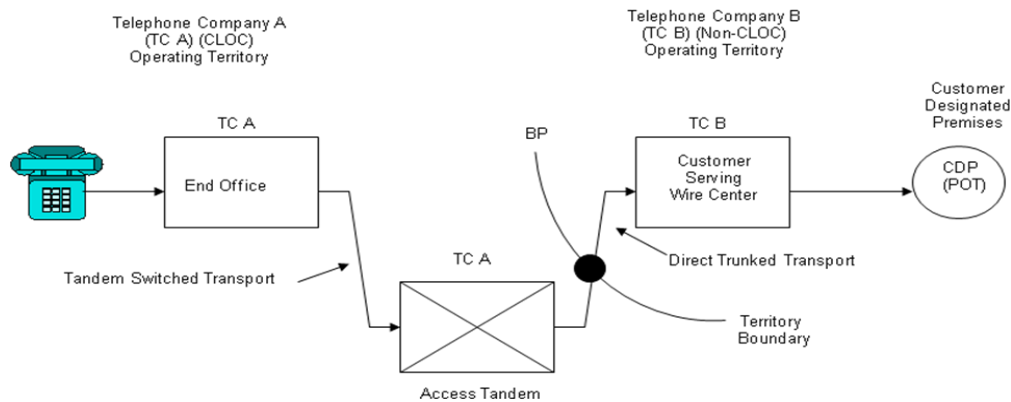 Telephone Company A
(TC A) (CLOC)
Operating Territory
Telephone Company B
(TC B) (Non-CLOC)
Operating Territory
Customer
Designated
Premises
TC A
BP
TC B
End Office
Customer
Serving
Wire Center
CDP
(POT)
Tandem Switched Transport
TC A
Direct Trunked Transport
Territory
Boundary
Access Tandem